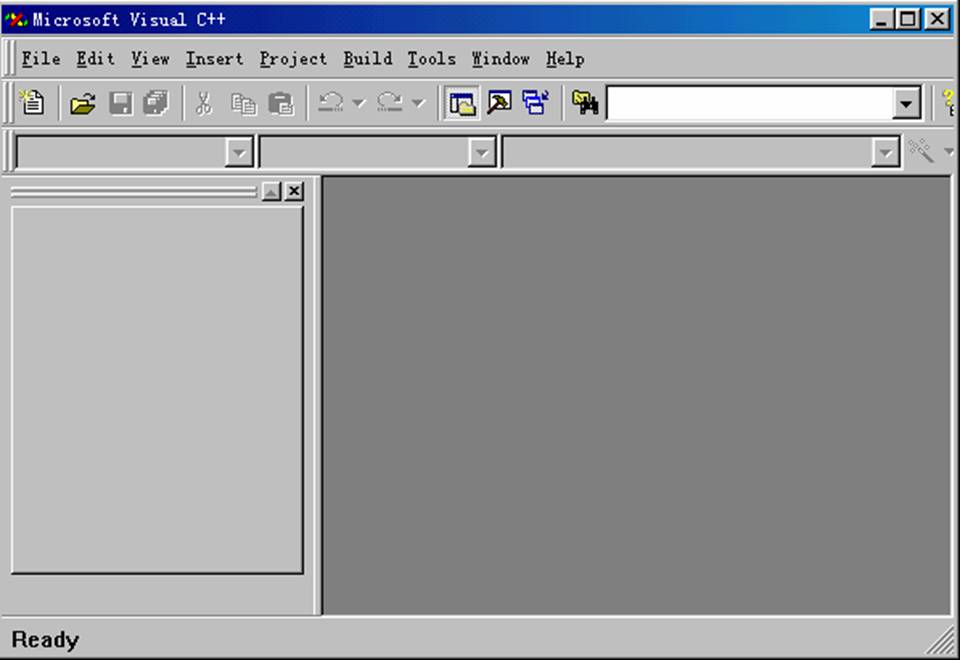 Microsoft Visual C++
File Edit View Insert Project Build Tools Window Help
Ready